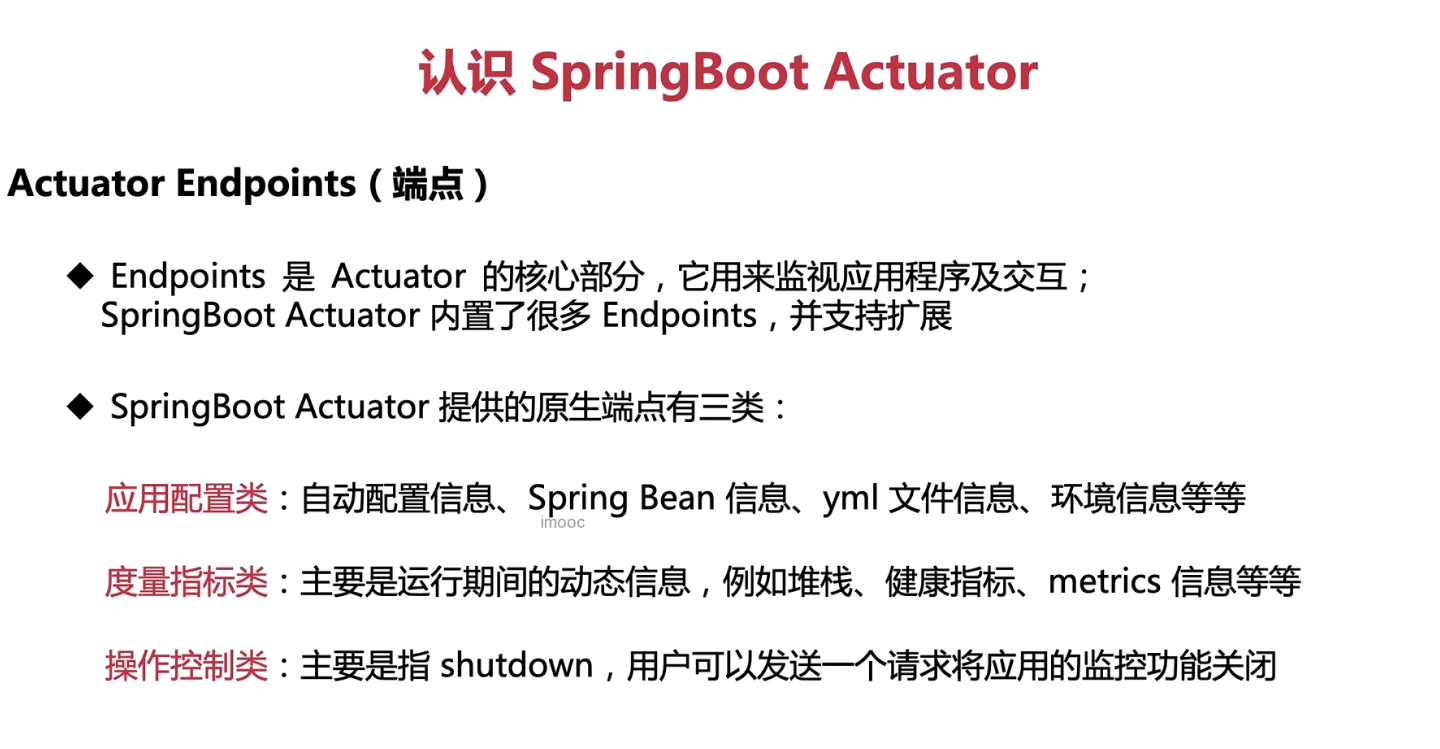 认识 SpringBoot Actuator
Actuator Endpoints（端点）
◆ Endpoints 是 Actuator 的核心部分，它用来监视应用程序及交互；
SpringBoot Actuator 内置了很多 Endpoints，并支持扩展
◆ SpringBoot Actuator 提供的原生端点有三类：
应用配置类：自动配置信息、Spring Bean 信息、yml 文件信息、环境信息等等
imooc
度量指标类：主要是运行期间的动态信息，例如堆栈、健康指标、metrics 信息等等
操作控制类：主要是指 shutdown，用户可以发送一个请求将应用的监控功能关闭